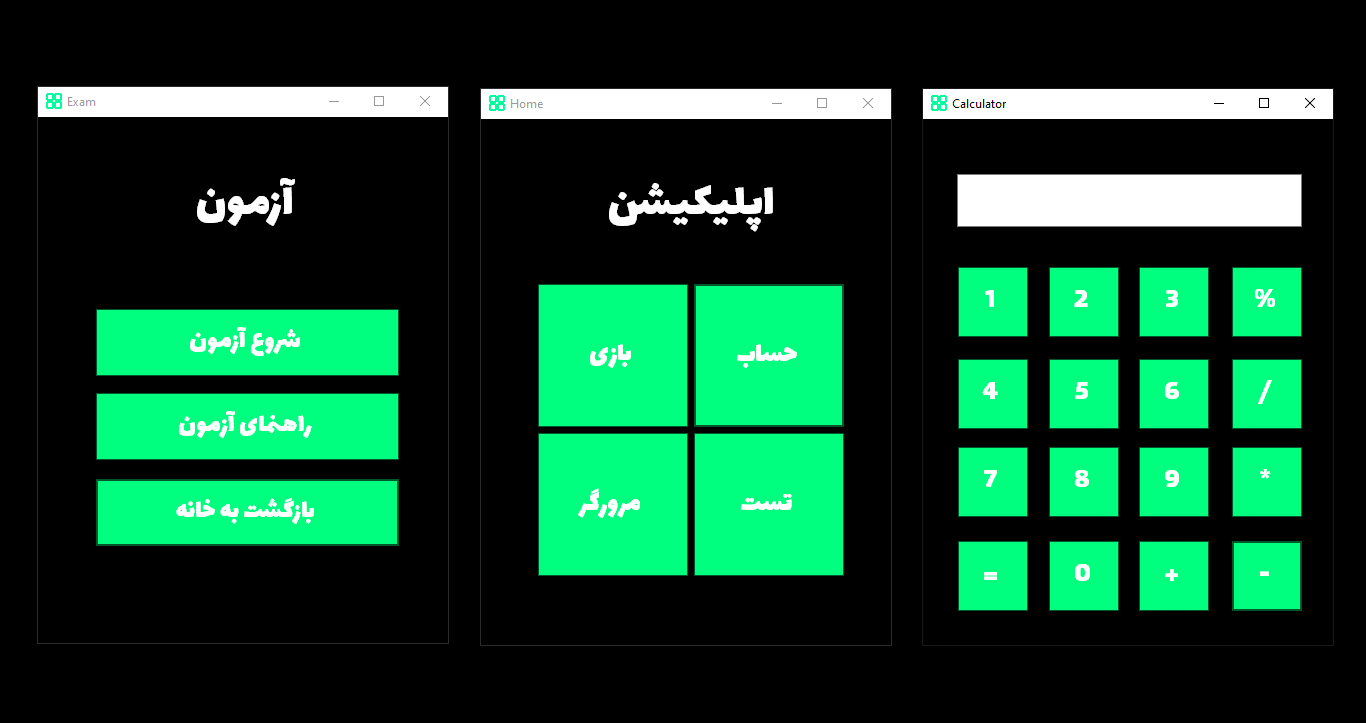 Exam
آزمون
شروع آزمون
راهنمای آزمون
بازگشت به خانه
Home
اپلیکیشن
بازی حساب
مرورگر تست
Calculator
1 2 3 %
4 5 6 /
7 8 9 *
= 0 + -